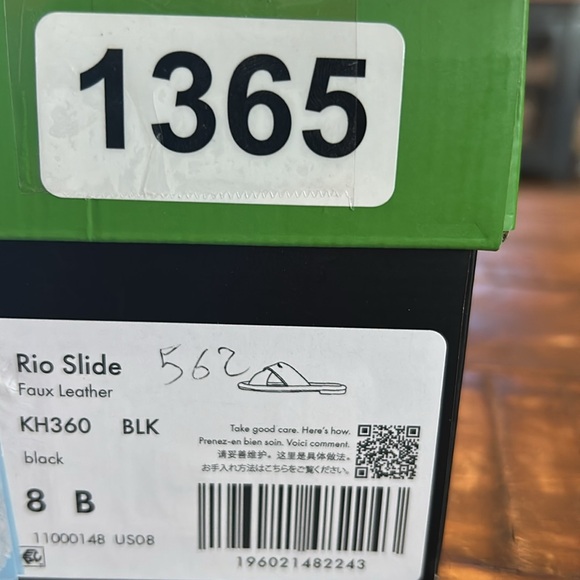 1365
Rio Slide 562
Faux Leather
KH360 BLK
black
Take good care. Here's how.
Prenez-en bien soin. Voici comment.
请妥善维护。这里是具体做法。
お手入れ方法はこちらをご覧ください。
8 B
11000148 US08
196021482243